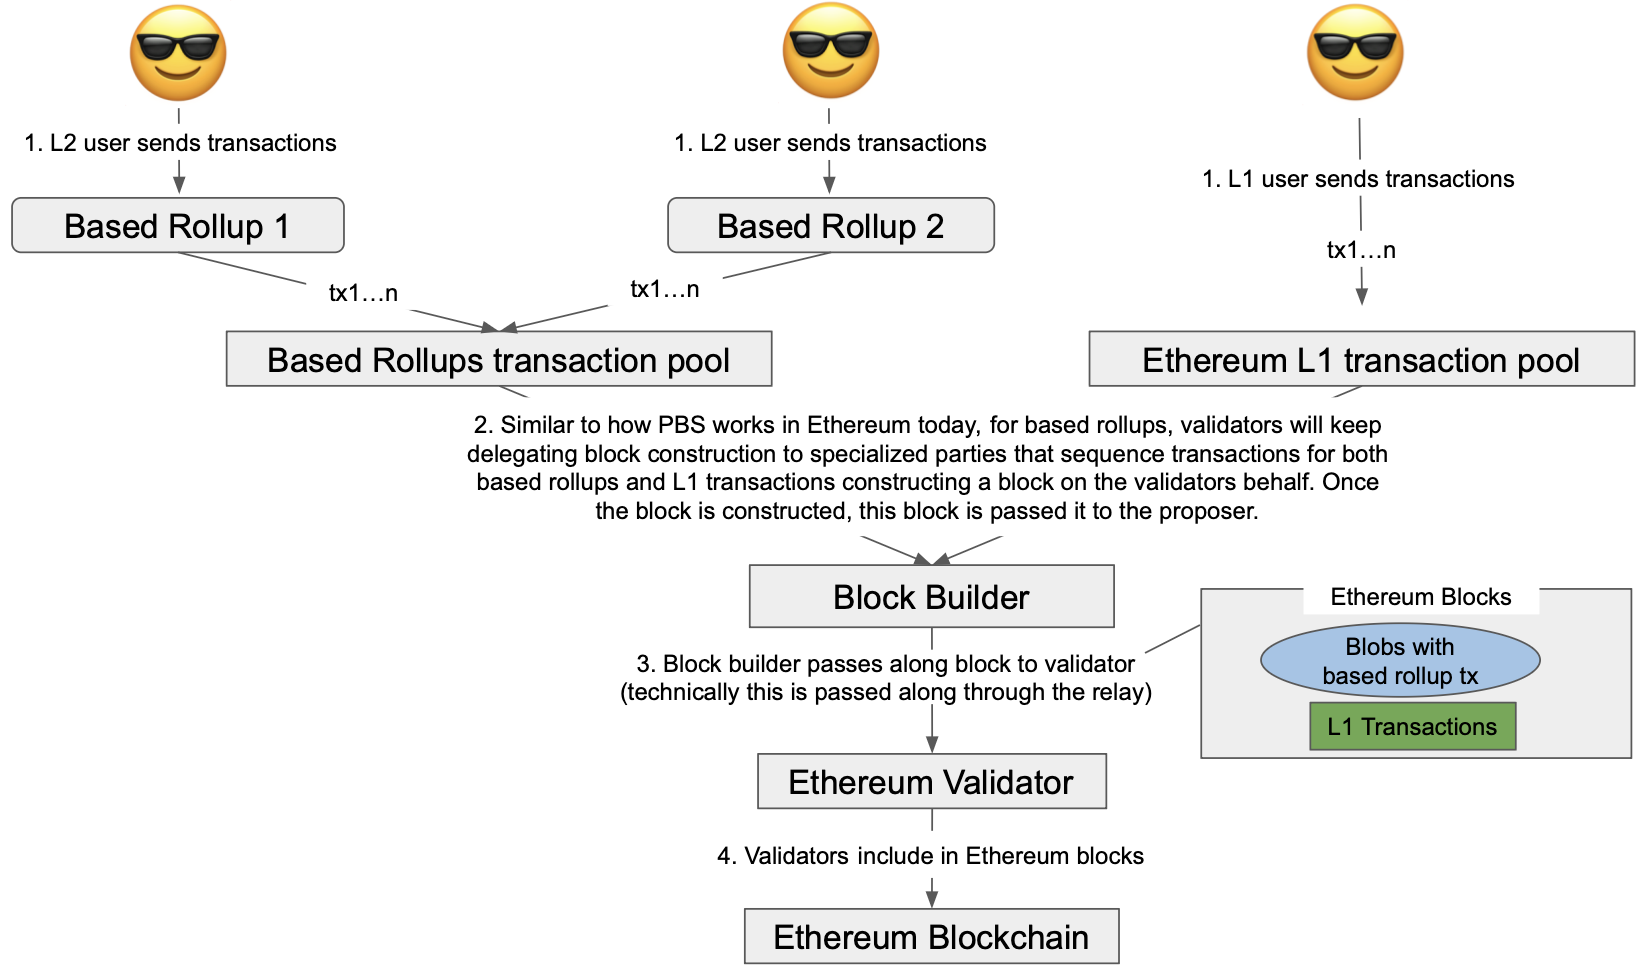 1. L2 user sends transactions
1. L2 user sends transactions
1. L1 user sends transactions
Based Rollup 1
Based Rollup 2
tx1...n
tx1...n
tx1...n
Based Rollups transaction pool
Ethereum L1 transaction pool
2. Similar to how PBS works in Ethereum today, for based rollups, validators will keep
delegating block construction to specialized parties that sequence transactions for both
based rollups and L1 transactions constructing a block on the validators behalf. Once
the block is constructed, this block is passed it to the proposer.
Block Builder
3. Block builder passes along block to validator
(technically this is passed along through the relay)
Ethereum Blocks
Blobs with
based rollup tx
L1 Transactions
Ethereum Validator
4. Validators include in Ethereum blocks
Ethereum Blockchain